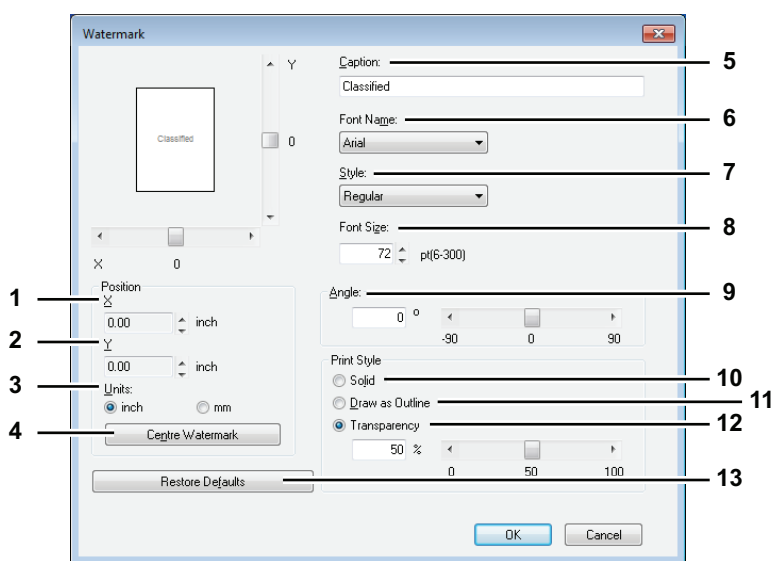 Watermark
Y
Classified
0
X 0
Position
1 X
0.00 inch
2 Y
0.00 inch
3 Units:
inch mm
4 Centre Watermark
Restore Defaults 13
Caption: 5
Classified
Font Name: 6
Arial
Style: 7
Regular
Font Size: 8
72 pt(6-300)
Angle: 9
0 o
-90 0 90
Print Style
Solid 10
Draw as Outline 11
Transparency 12
50 %
0 50 100
OK Cancel